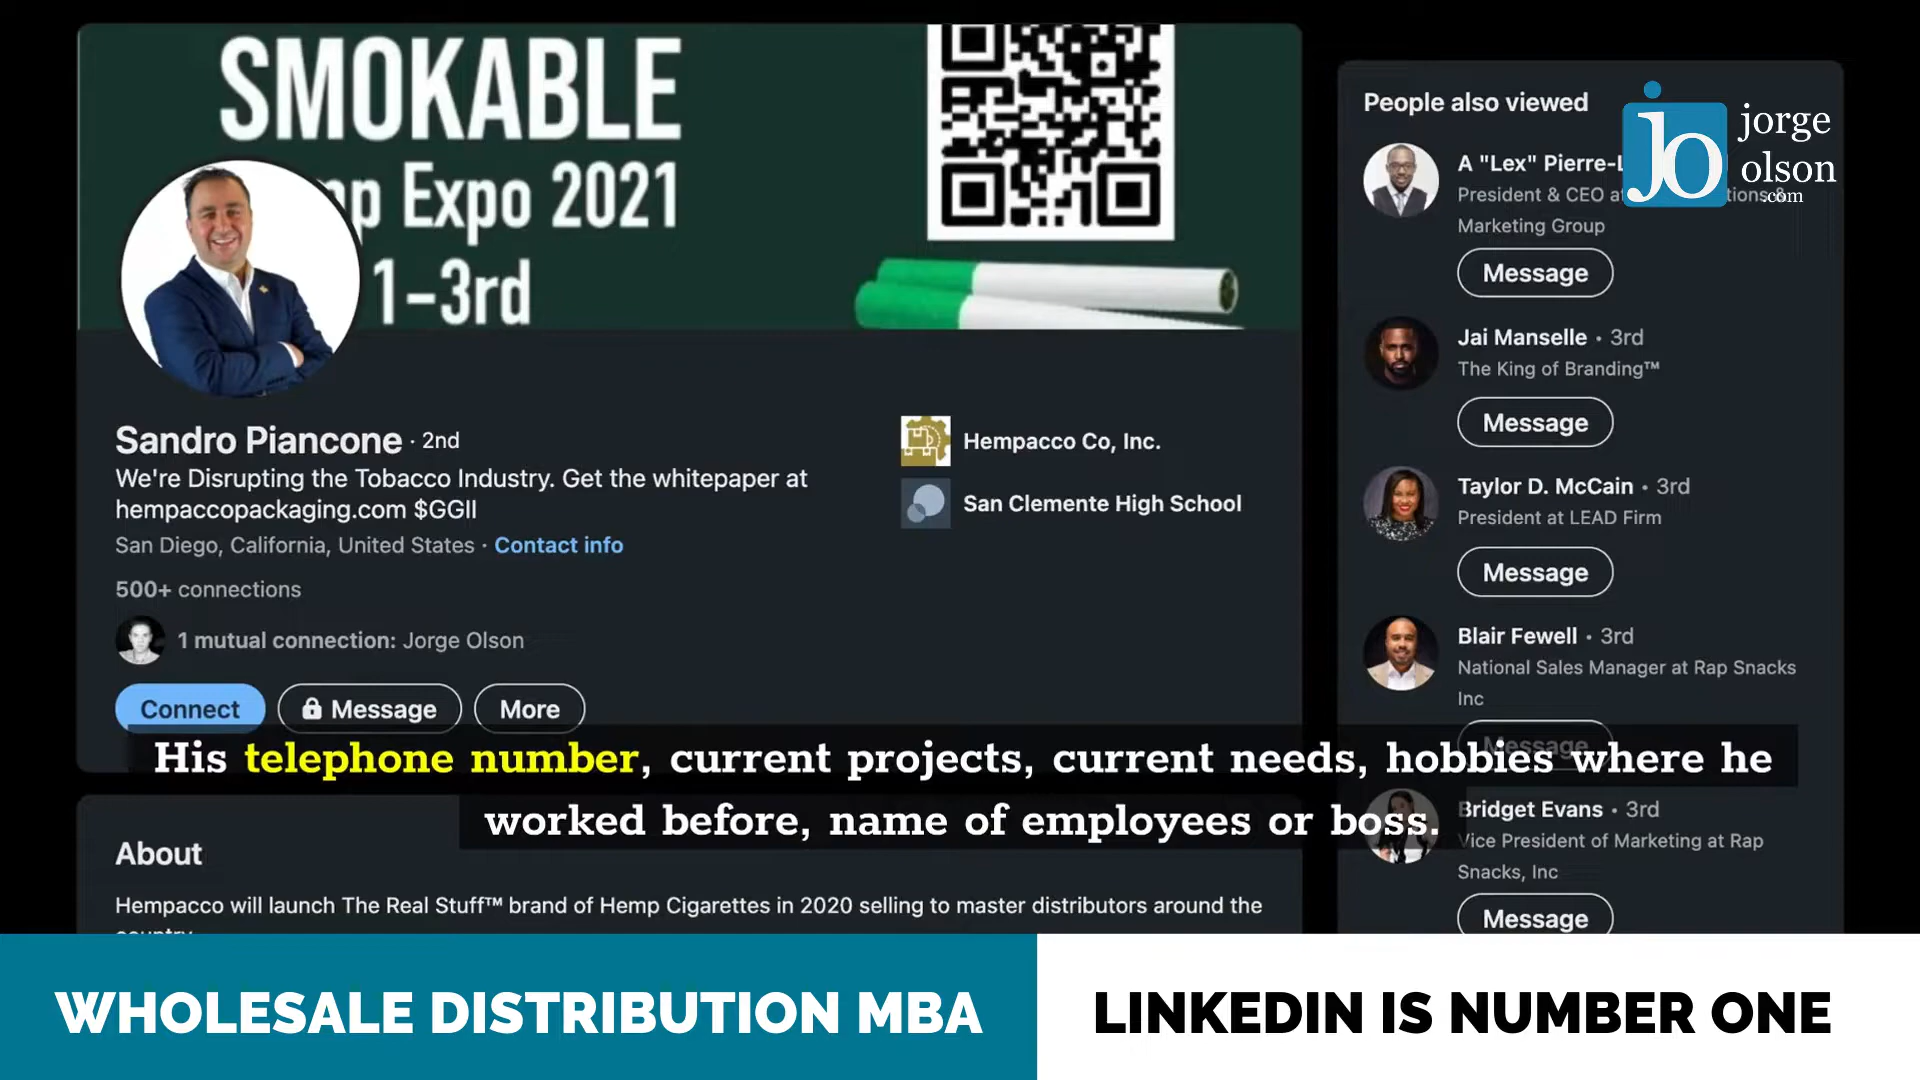 SMOKABLE
mp Expo 2021
1-3rd
Sandro Piancone · 2nd
We're Disrupting the Tobacco Industry. Get the whitepaper at
hempaccopackaging.com $GGII
San Diego, California, United States · Contact info
500+ connections
1 mutual connection: Jorge Olson
Connect
Message
More
Hempacco Co, Inc.
San Clemente High School
About
Hempacco will launch The Real Stuff™ brand of Hemp Cigarettes in 2020 selling to master distributors around the
country
People also viewed
A "Lex" Pierre-L
President & CEO at tions &
Marketing Group
Message
Jai Manselle • 3rd
The King of Branding™
Message
Taylor D. McCain • 3rd
President at LEAD Firm
Message
Blair Fewell • 3rd
National Sales Manager at Rap Snacks
Inc
Message
Bridget Evans • 3rd
Vice President of Marketing at Rap
Snacks, Inc
Message
jo
jorge
olson
.com
His telephone number, current projects, current needs, hobbies where he
worked before, name of employees or boss.
WHOLESALE DISTRIBUTION MBA
LINKEDIN IS NUMBER ONE